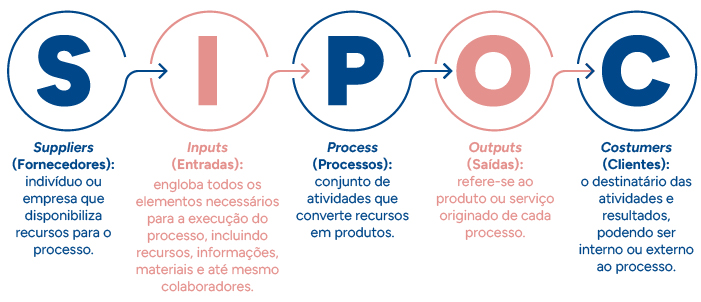 S
I
P
O
C
Suppliers
(Fornecedores):
indivíduo ou
empresa que
disponibiliza
recursos para o
processo.
Inputs
(Entradas):
engloba todos os
elementos necessários
para a execução do
processo, incluindo
recursos, informações,
materiais e até mesmo
colaboradores.
Process
(Processos):
conjunto de
atividades que
converte recursos
em produtos.
Outputs
(Saídas):
refere-se ao
produto ou serviço
originado de cada
processo.
Costumers
(Clientes):
o destinatário das
atividades e
resultados,
podendo ser
interno ou externo
ao processo.